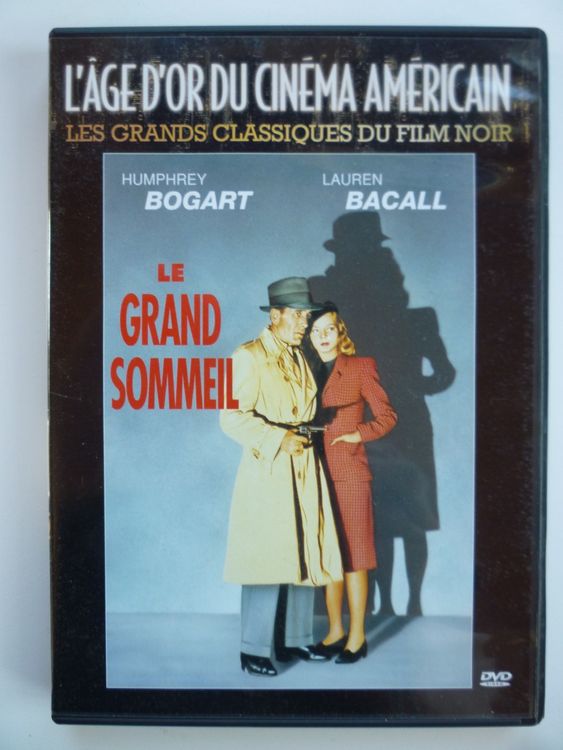 L'ÂGE D'OR DU CINÉMA AMÉRICAIN
LES GRANDS CLASSIQUES DU FILM NOIR
HUMPHREY LAUREN
BOGART BACALL
LE
GRAND
SOMMEIL
DVD
VIDEO